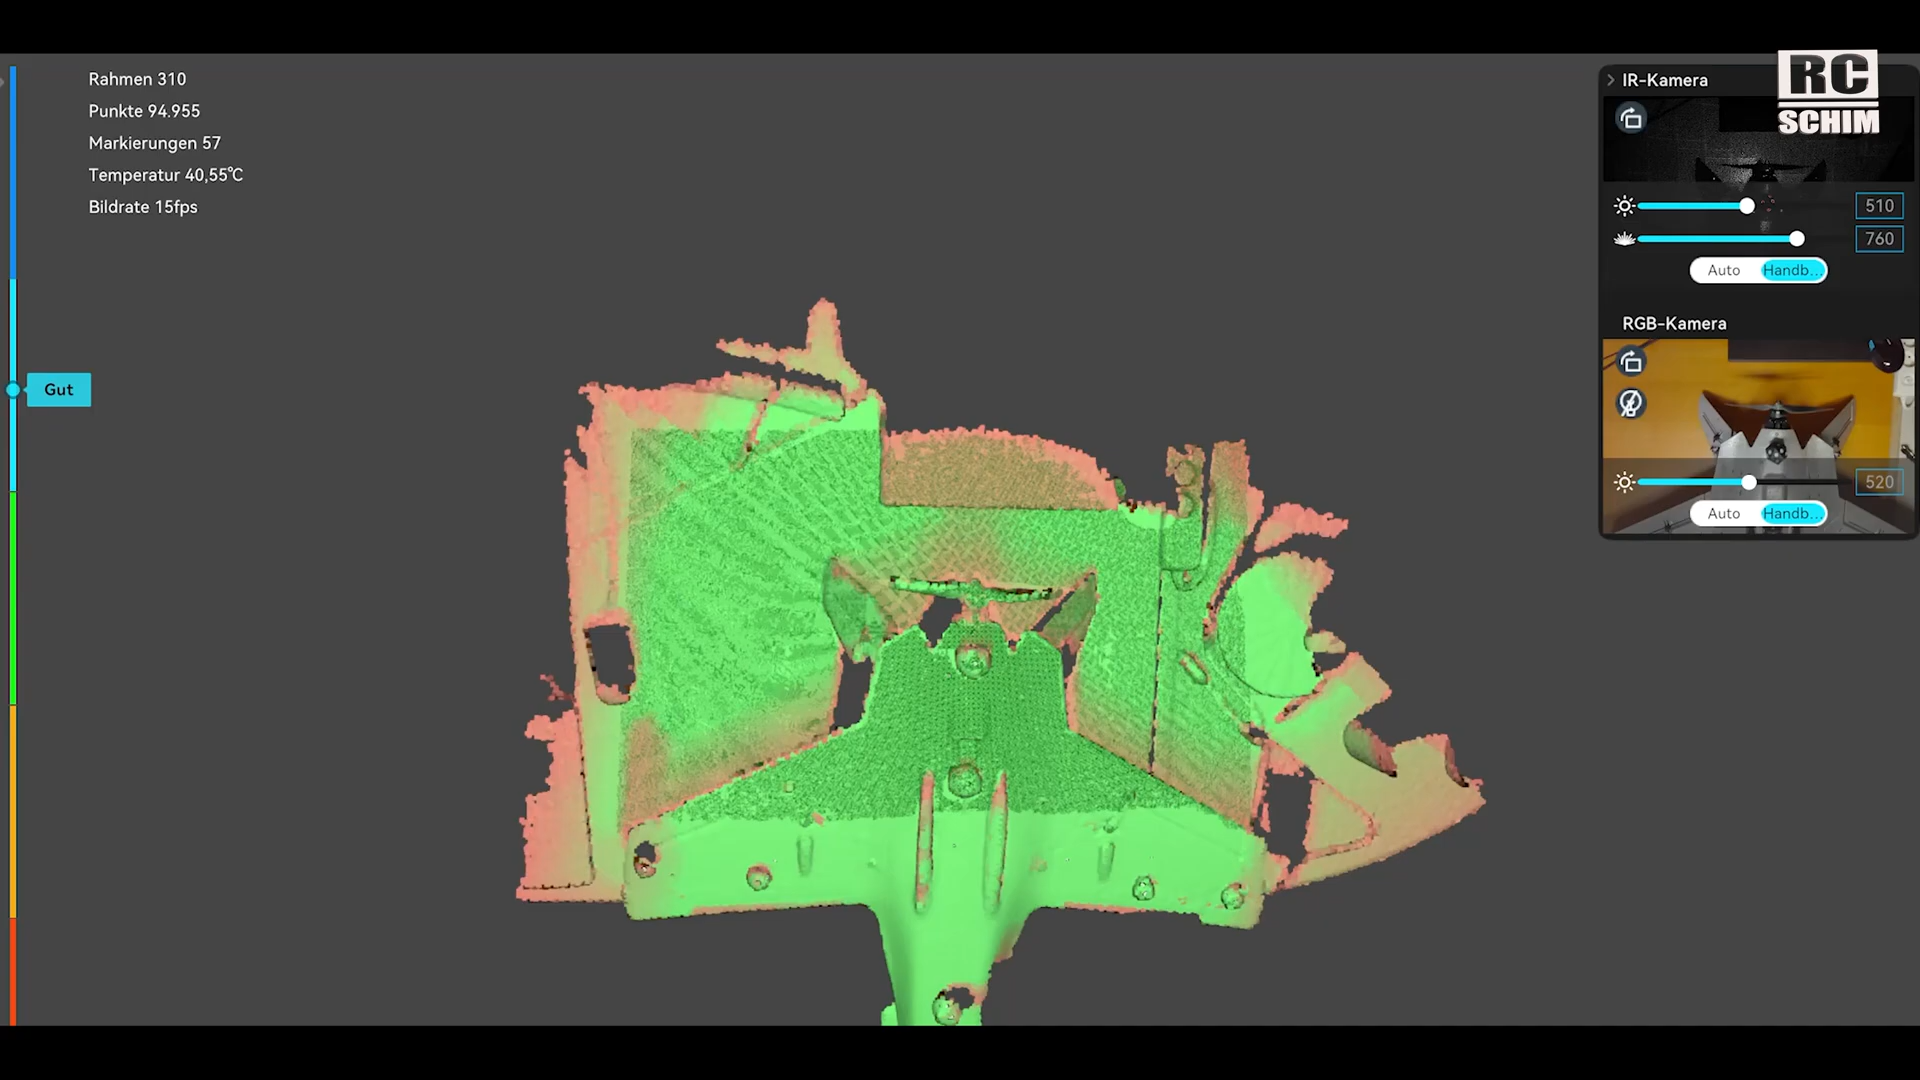 Rahmen 310
Punkte 94.955
Markierungen 57
Temperatur 40,55℃
Bildrate 15fps
Gut
IR-Kamera
RC
SCHIM
510
760
Auto Handb...
RGB-Kamera
520
Auto Handb...